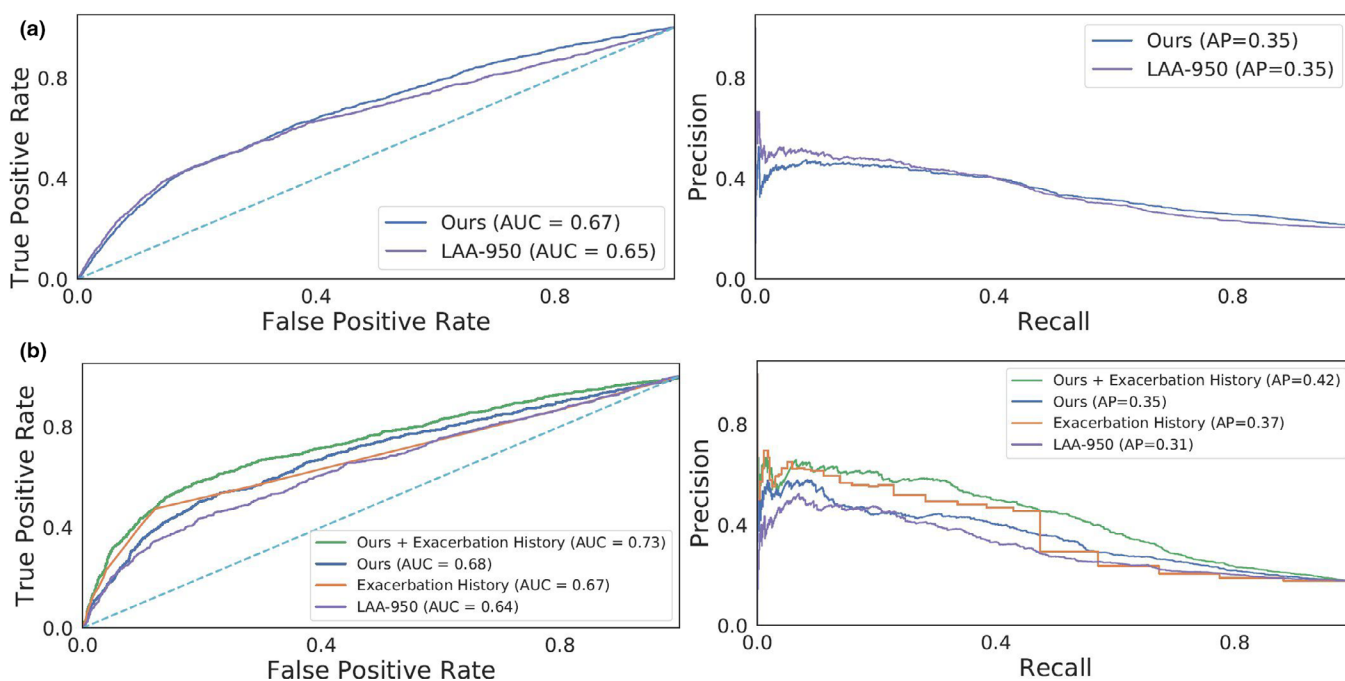 (a)
True Positive Rate
0.8
0.4
0.0
0.0
0.4
0.8
False Positive Rate
Ours (AUC = 0.67)
LAA-950 (AUC = 0.65)
Precision
0.8
0.4
0.0
0.0
0.4
0.8
Recall
Ours (AP=0.35)
LAA-950 (AP=0.35)
(b)
True Positive Rate
0.8
0.4
0.0
0.0
0.4
0.8
False Positive Rate
Ours + Exacerbation History (AUC = 0.73)
Ours (AUC = 0.68)
Exacerbation History (AUC = 0.67)
LAA-950 (AUC = 0.64)
Precision
0.8
0.4
0.0
0.0
0.4
0.8
Recall
Ours + Exacerbation History (AP=0.42)
Ours (AP=0.35)
Exacerbation History (AP=0.37)
LAA-950 (AP=0.31)